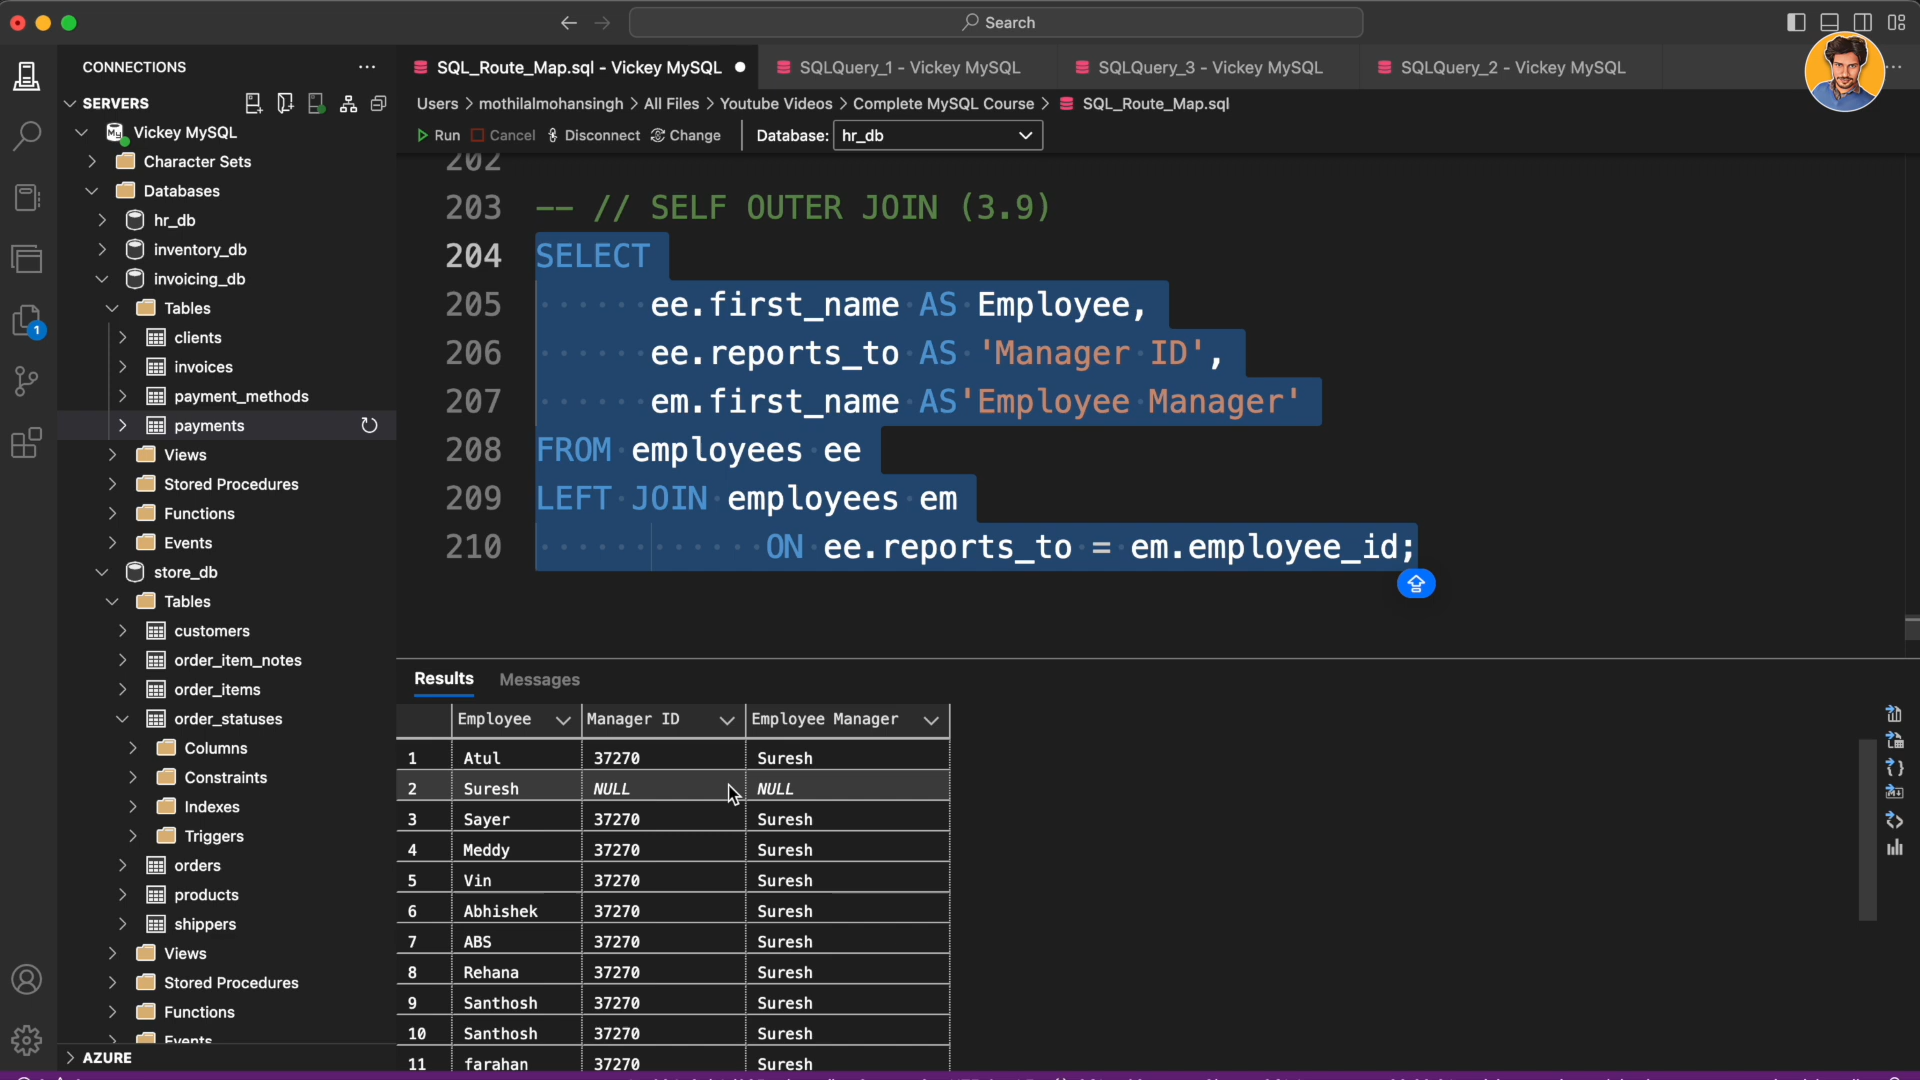 Search
CONNECTIONS
SERVERS
Vickey MySQL
Character Sets
Databases
hr_db
inventory_db
invoicing_db
Tables
clients
invoices
payment_methods
payments
Views
Stored Procedures
Functions
Events
store_db
Tables
customers
order_item_notes
order_items
order_statuses
Columns
Constraints
Indexes
Triggers
orders
products
shippers
Views
Stored Procedures
Functions
Events
AZURE
1
SQL_Route_Map.sql - Vickey MySQL
SQLQuery_1 - Vickey MySQL
SQLQuery_3 - Vickey MySQL
SQLQuery_2 - Vickey MySQL
Users > mothilalmohansingh > All Files > Youtube Videos > Complete MySQL Course > SQL_Route_Map.sql
Run Cancel Disconnect Change Database: hr_db
202
203 -- // SELF OUTER JOIN (3.9)
204 SELECT
205 ee.first_name AS Employee,
206 ee.reports_to AS 'Manager ID',
207 em.first_name AS'Employee Manager'
208 FROM employees ee
209 LEFT JOIN employees em
210 ON ee.reports_to = em.employee_id;
Results Messages
Employee Manager ID Employee Manager
1 Atul 37270 Suresh
2 Suresh NULL NULL
3 Sayer 37270 Suresh
4 Meddy 37270 Suresh
5 Vin 37270 Suresh
6 Abhishek 37270 Suresh
7 ABS 37270 Suresh
8 Rehana 37270 Suresh
9 Santhosh 37270 Suresh
10 Santhosh 37270 Suresh
11 farahan 37270 Suresh